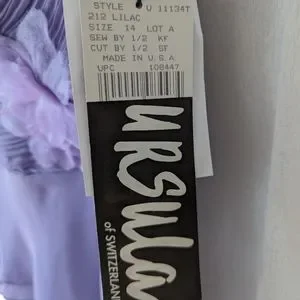 STYLE U 11134T
212 LILAC
SIZE 14 LOT A
SEW BY 1/2 KF
CUT BY 1/2 SF
MADE IN U.S.A
UPC 108447
URSULA
of SWITZERLAND